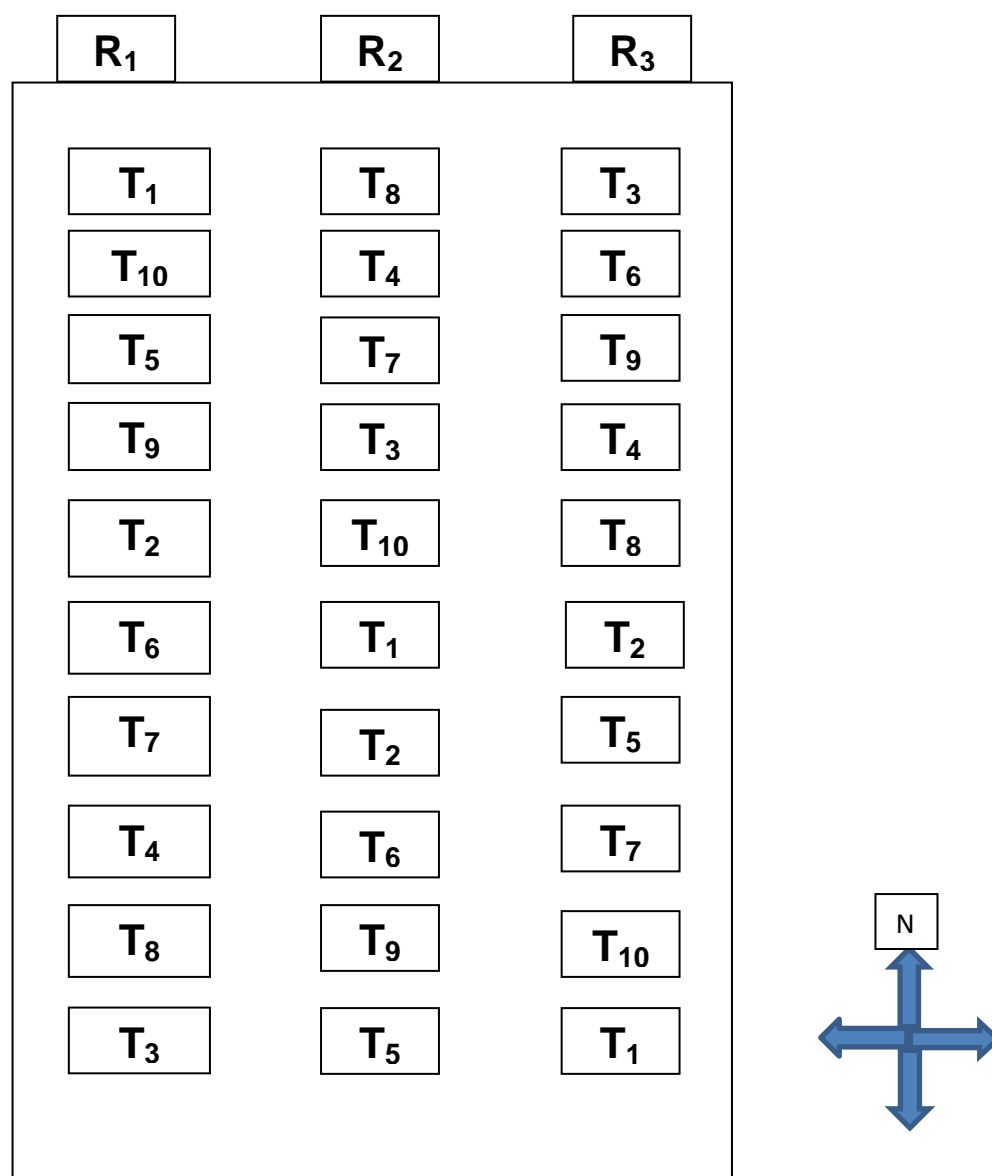 R₁ R₂ R₃
T₁ T₈ T₃
T₁₀ T₄ T₆
T₅ T₇ T₉
T₉ T₃ T₄
T₂ T₁₀ T₈
T₆ T₁ T₂
T₇ T₂ T₅
T₄ T₆ T₇
N
T₈ T₉ T₁₀
T₃ T₅ T₁